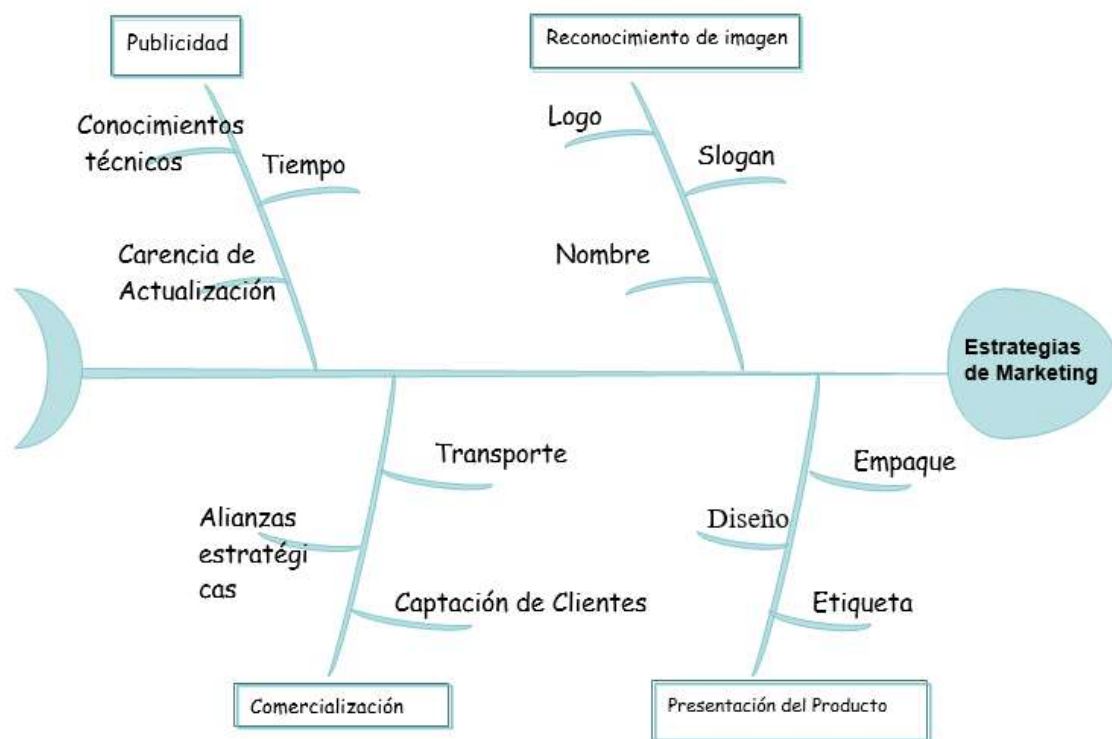 Publicidad
Reconocimiento de imagen
Conocimientos
técnicos
Tiempo
Carencia de
Actualización
Logo
Slogan
Nombre
Estrategias
de Marketing
Transporte
Alianzas
estratégi
cas
Captación de Clientes
Empaque
Diseño
Etiqueta
Comercialización
Presentación del Producto